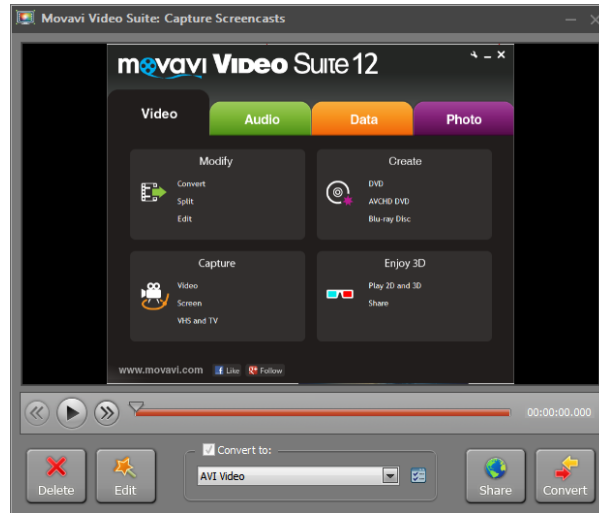 Movavi Video Suite: Capture Screencasts
movavi Video Suite 12
Video
Audio
Data
Photo
Modify
Convert
Split
Edit
Create
DVD
AVCHD DVD
Blu-ray Disc
Capture
Video
Screen
VHS and TV
Enjoy 3D
Play 2D and 3D
Share
www.movavi.com f Like g+ Follow
00:00:00.000
Delete
Edit
Convert to:
AVI Video
Share
Convert